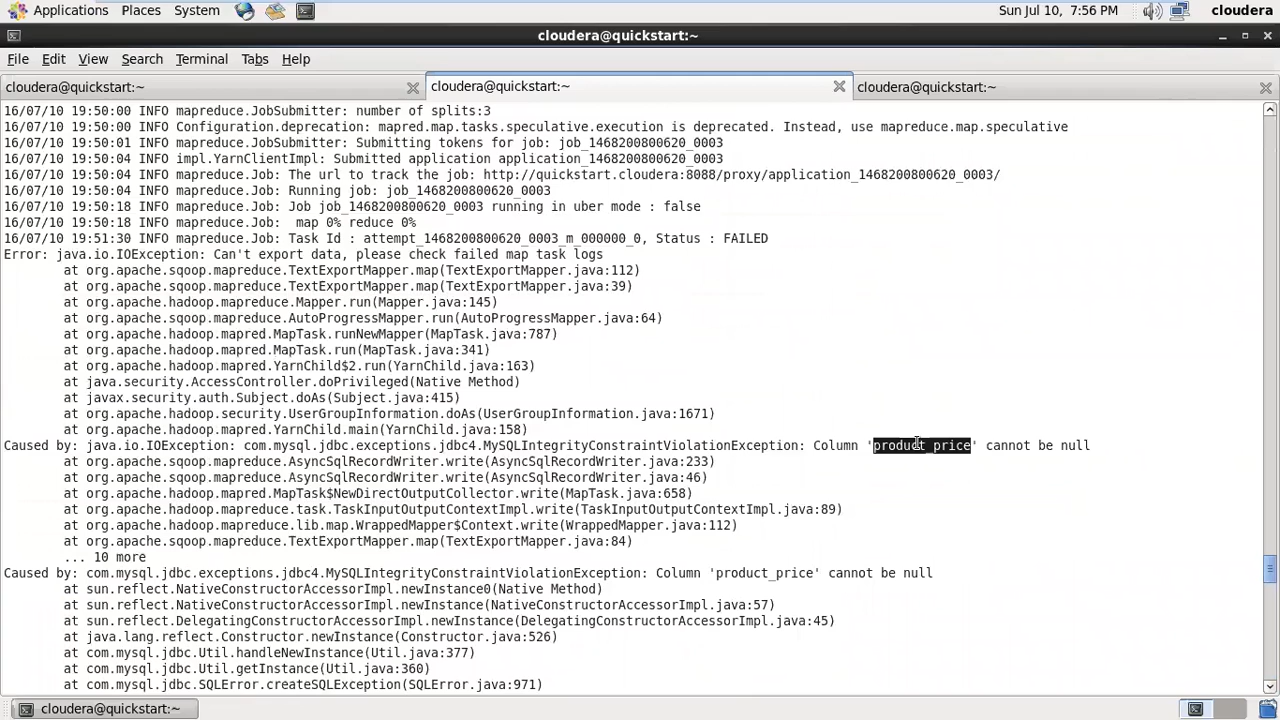 Applications Places System Sun Jul 10, 7:56 PM cloudera
cloudera@quickstart:~
File Edit View Search Terminal Tabs Help
cloudera@quickstart:~ cloudera@quickstart:~ cloudera@quickstart:~
16/07/10 19:50:00 INFO mapreduce.JobSubmitter: number of splits:3
16/07/10 19:50:00 INFO Configuration.deprecation: mapred.map.tasks.speculative.execution is deprecated. Instead, use mapreduce.map.speculative
16/07/10 19:50:01 INFO mapreduce.JobSubmitter: Submitting tokens for job: job_1468200800620_0003
16/07/10 19:50:04 INFO impl.YarnClientImpl: Submitted application application_1468200800620_0003
16/07/10 19:50:04 INFO mapreduce.Job: The url to track the job: http://quickstart.cloudera:8088/proxy/application_1468200800620_0003/
16/07/10 19:50:04 INFO mapreduce.Job: Running job: job_1468200800620_0003
16/07/10 19:50:18 INFO mapreduce.Job: Job job_1468200800620_0003 running in uber mode : false
16/07/10 19:50:18 INFO mapreduce.Job:  map 0% reduce 0%
16/07/10 19:51:30 INFO mapreduce.Job: Task Id : attempt_1468200800620_0003_m_000000_0, Status : FAILED
Error: java.io.IOException: Can't export data, please check failed map task logs
at org.apache.sqoop.mapreduce.TextExportMapper.map(TextExportMapper.java:112)
at org.apache.sqoop.mapreduce.TextExportMapper.map(TextExportMapper.java:39)
at org.apache.hadoop.mapreduce.Mapper.run(Mapper.java:145)
at org.apache.sqoop.mapreduce.AutoProgressMapper.run(AutoProgressMapper.java:64)
at org.apache.hadoop.mapred.MapTask.runNewMapper(MapTask.java:787)
at org.apache.hadoop.mapred.MapTask.run(MapTask.java:341)
at org.apache.hadoop.mapred.YarnChild$2.run(YarnChild.java:163)
at java.security.AccessController.doPrivileged(Native Method)
at javax.security.auth.Subject.doAs(Subject.java:415)
at org.apache.hadoop.security.UserGroupInformation.doAs(UserGroupInformation.java:1671)
at org.apache.hadoop.mapred.YarnChild.main(YarnChild.java:158)
Caused by: java.io.IOException: com.mysql.jdbc.exceptions.jdbc4.MySQLIntegrityConstraintViolationException: Column 'product_price' cannot be null
at org.apache.sqoop.mapreduce.AsyncSqlRecordWriter.write(AsyncSqlRecordWriter.java:233)
at org.apache.sqoop.mapreduce.AsyncSqlRecordWriter.write(AsyncSqlRecordWriter.java:46)
at org.apache.hadoop.mapred.MapTask$NewDirectOutputCollector.write(MapTask.java:658)
at org.apache.hadoop.mapreduce.task.TaskInputOutputContextImpl.write(TaskInputOutputContextImpl.java:89)
at org.apache.hadoop.mapreduce.lib.map.WrappedMapper$Context.write(WrappedMapper.java:112)
at org.apache.sqoop.mapreduce.TextExportMapper.map(TextExportMapper.java:84)
... 10 more
Caused by: com.mysql.jdbc.exceptions.jdbc4.MySQLIntegrityConstraintViolationException: Column 'product_price' cannot be null
at sun.reflect.NativeConstructorAccessorImpl.newInstance0(Native Method)
at sun.reflect.NativeConstructorAccessorImpl.newInstance(NativeConstructorAccessorImpl.java:57)
at sun.reflect.DelegatingConstructorAccessorImpl.newInstance(DelegatingConstructorAccessorImpl.java:45)
at java.lang.reflect.Constructor.newInstance(Constructor.java:526)
at com.mysql.jdbc.Util.handleNewInstance(Util.java:377)
at com.mysql.jdbc.Util.getInstance(Util.java:360)
at com.mysql.jdbc.SQLError.createSQLException(SQLError.java:971)
cloudera@quickstart:~